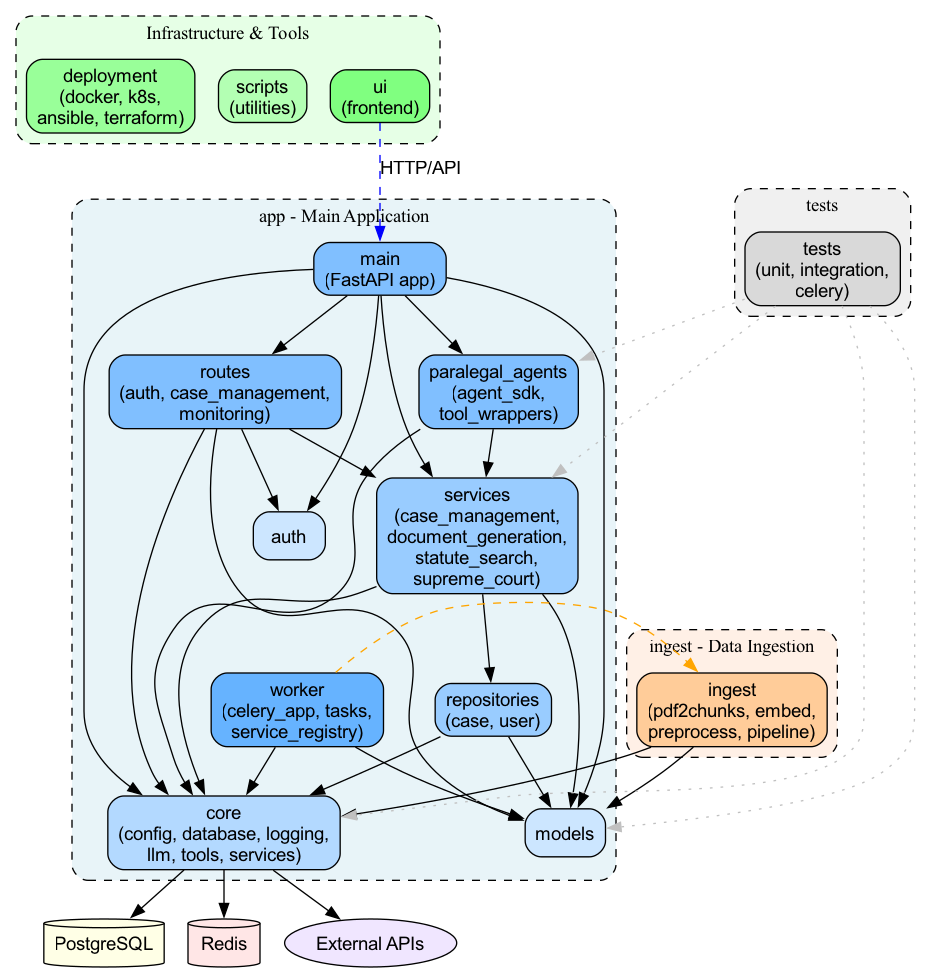 Infrastructure & Tools
deployment
(docker, k8s,
ansible, terraform)
scripts
(utilities)
ui
(frontend)
HTTP/API
app - Main Application
main
(FastAPI app)
tests
tests
(unit, integration,
celery)
routes
(auth, case_management,
monitoring)
paralegal_agents
(agent_sdk,
tool_wrappers)
auth
services
(case_management,
document_generation,
statute_search,
supreme_court)
ingest - Data Ingestion
ingest
(pdf2chunks, embed,
preprocess, pipeline)
worker
(celery_app, tasks,
service_registry)
repositories
(case, user)
core
(config, database, logging,
llm, tools, services)
models
PostgreSQL
Redis
External APIs